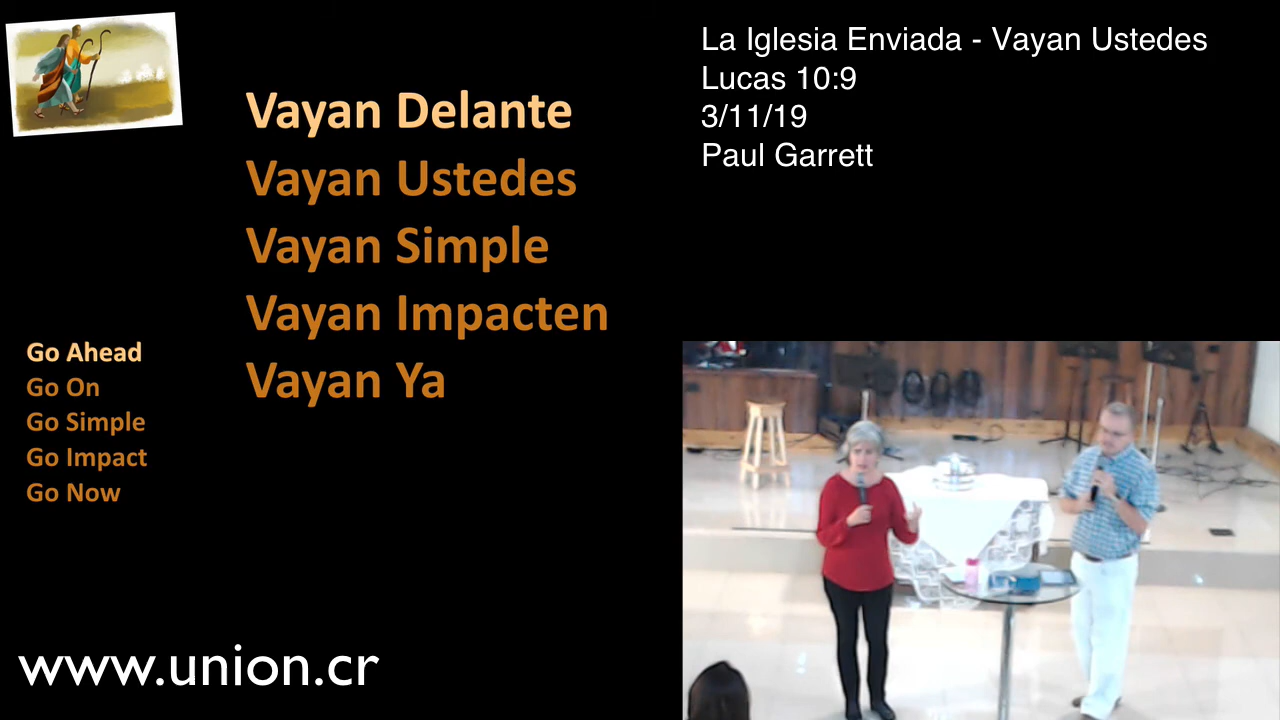 Vayan Delante
Vayan Ustedes
Vayan Simple
Vayan Impacten
Vayan Ya
Go Ahead
Go On
Go Simple
Go Impact
Go Now
www.union.cr
La Iglesia Enviada - Vayan Ustedes
Lucas 10:9
3/11/19
Paul Garrett